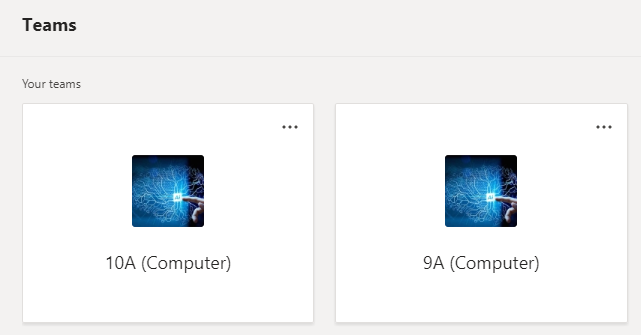 Teams
Your teams
10A (Computer)
9A (Computer)